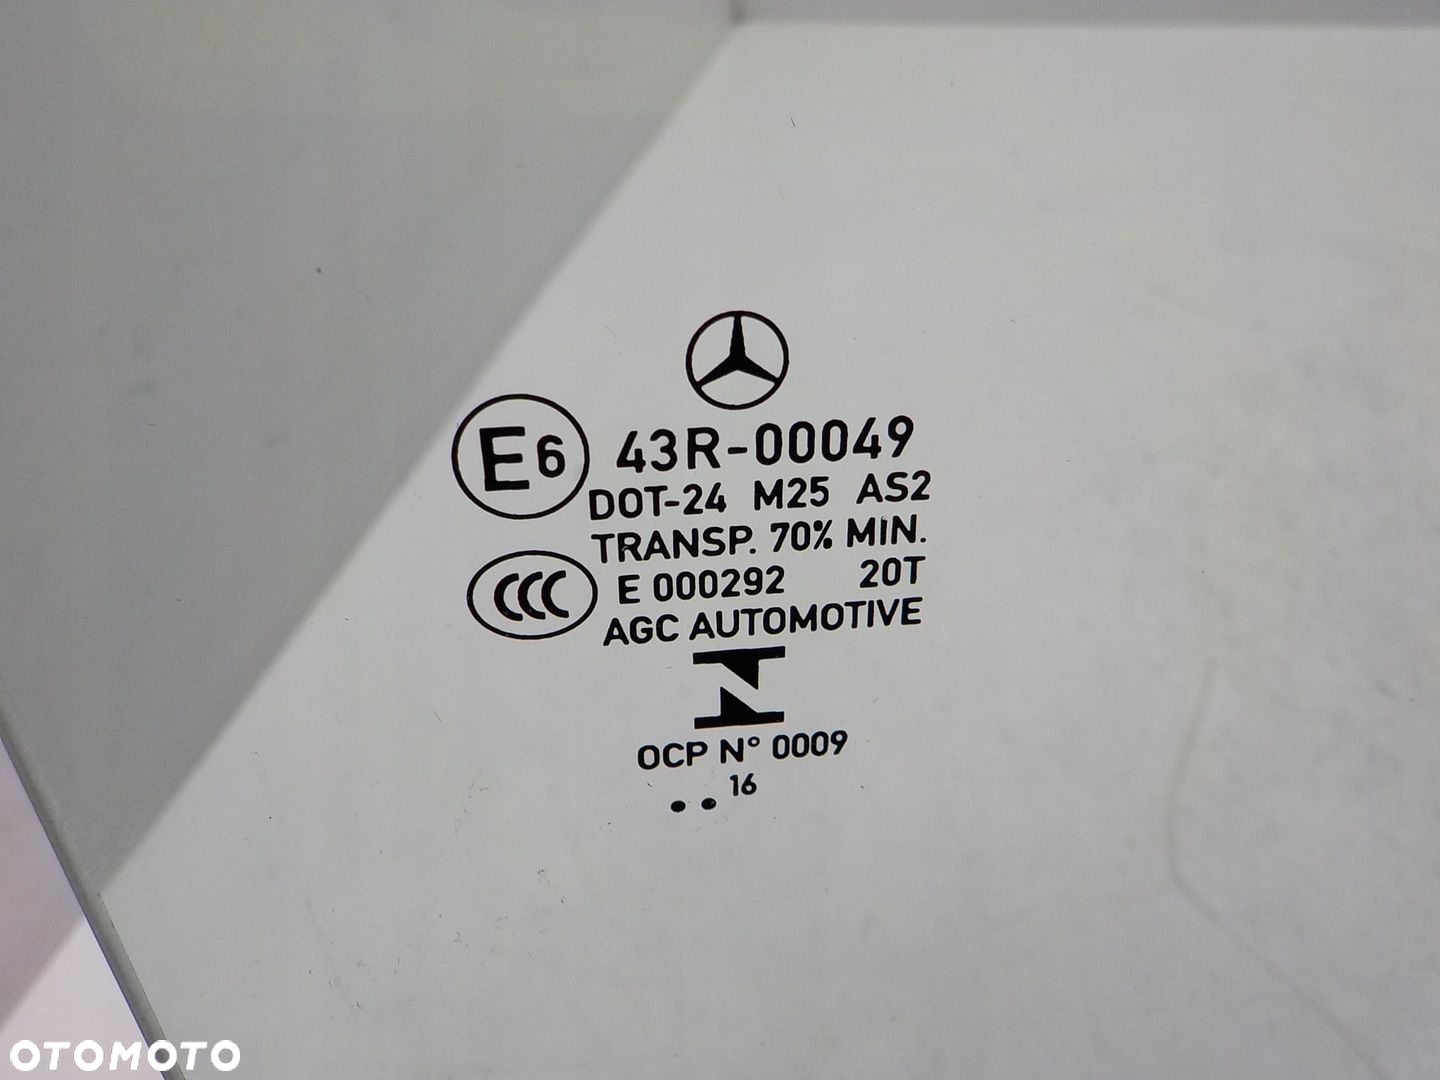 E6 43R-00049
DOT-24 M25 AS2
TRANSP. 70% MIN.
CCC E 000292 20T
AGC AUTOMOTIVE
OCP N° 0009
.. 16
OTOMOTO